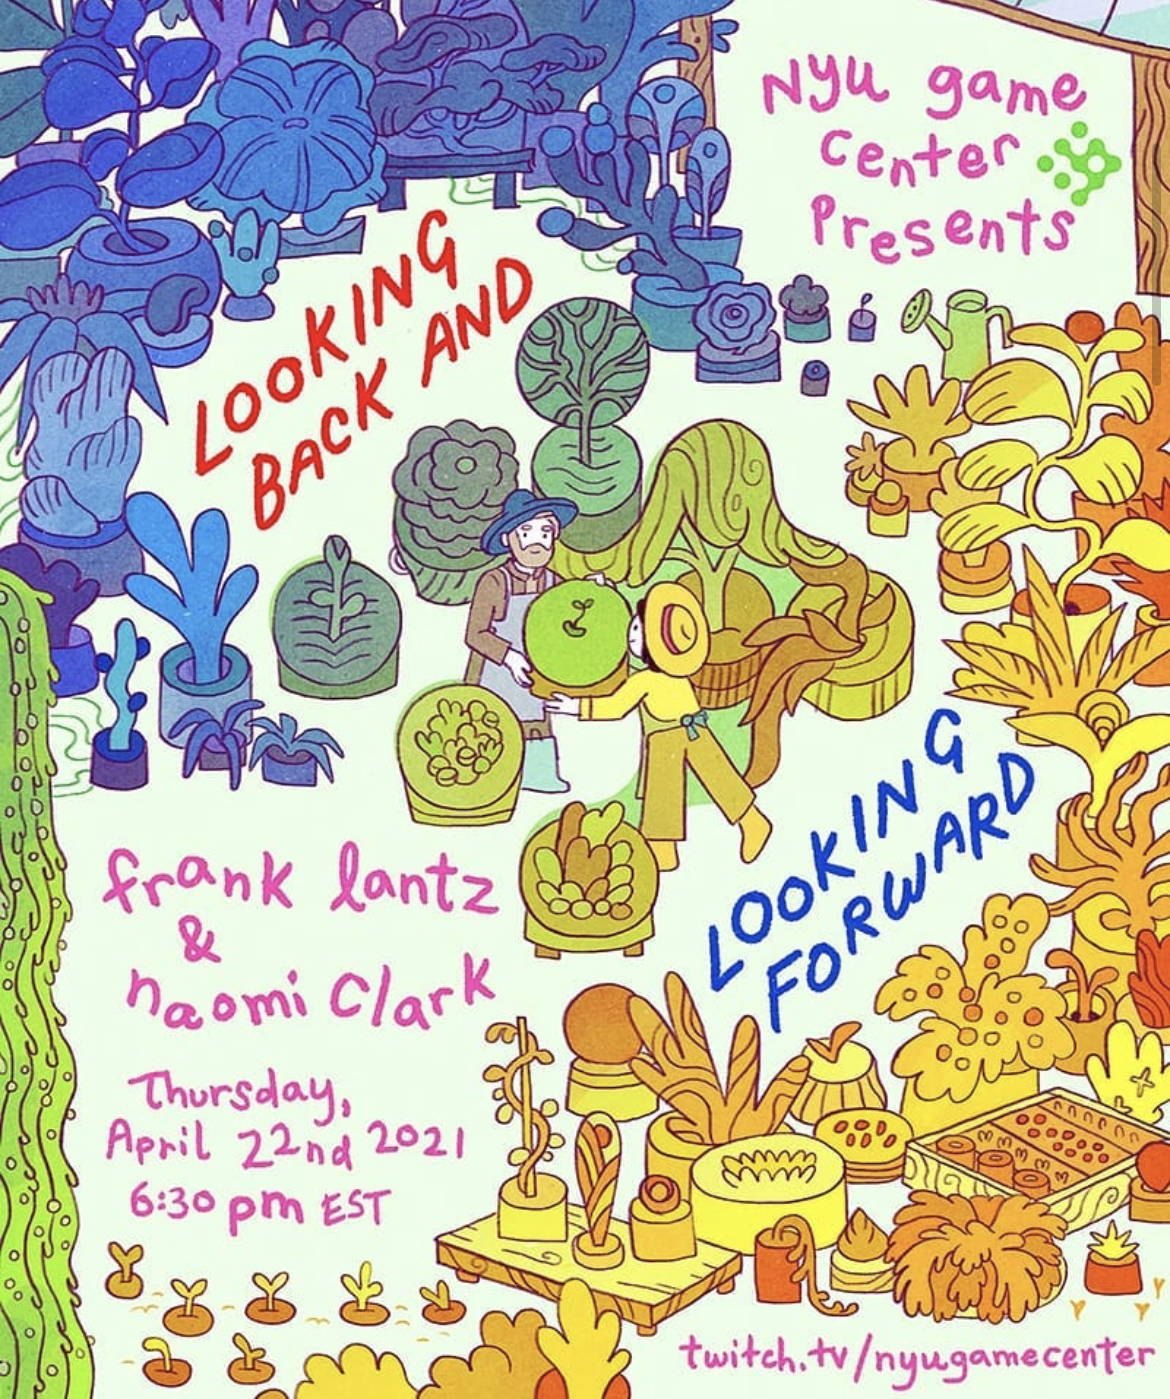 NYU game
Center
Presents
LOOKING
BACK AND
LOOKING
FORWARD
frank lantz
&
naomi Clark
Thursday,
April 22nd 2021
6:30 pm EST
twitch.tv/nyugamecenter